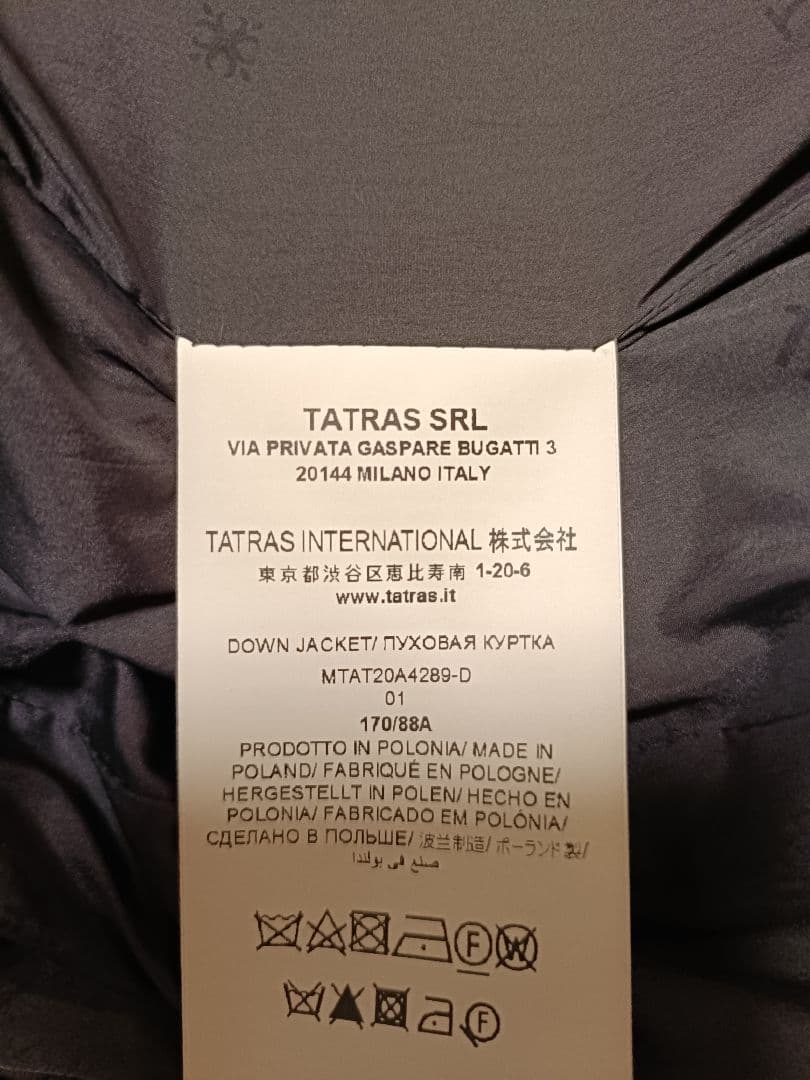 TATRAS SRL
VIA PRIVATA GASPARE BUGATTI 3
20144 MILANO ITALY
TATRAS INTERNATIONAL 株式会社
東京都渋谷区恵比寿南 1-20-6
www.tatras.it
DOWN JACKET/ ПУХОВАЯ КУРТКА
MTAT20A4289-D
01
170/88A
PRODOTTO IN POLONIA/ MADE IN
POLAND/ FABRIQUÉ EN POLOGNE/
HERGESTELLT IN POLEN/ HECHO EN
POLONIA/ FABRICADO EM POLÓNIA/
СДЕЛАНО В ПОЛЬШЕ/ 波兰制造/ ポーランド製/
صنع في بولندا
F W
F